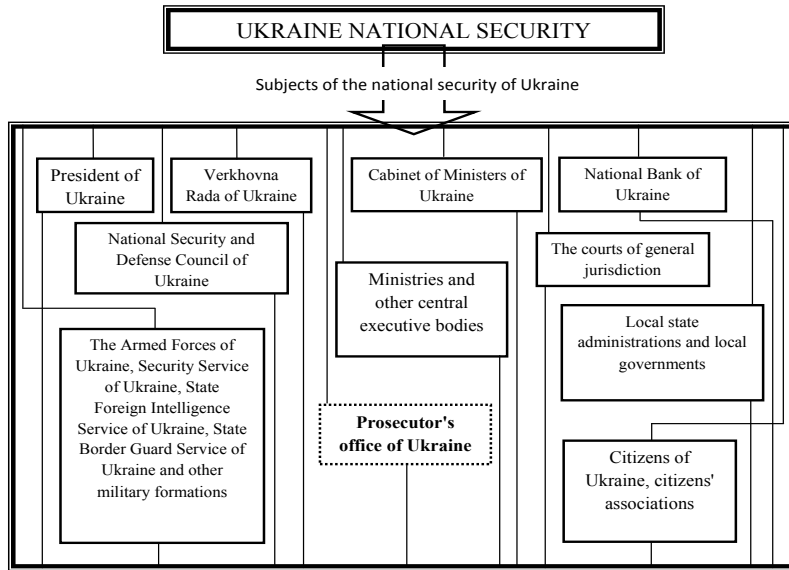 UKRAINE NATIONAL SECURITY
Subjects of the national security of Ukraine
President of
Ukraine
Verkhovna
Rada of Ukraine
Cabinet of Ministers of
Ukraine
National Bank of
Ukraine
National Security and
Defense Council of
Ukraine
The courts of general
jurisdiction
Ministries and
other central
executive bodies
Local state
administrations and local
governments
The Armed Forces of
Ukraine, Security Service
of Ukraine, State
Foreign Intelligence
Service of Ukraine, State
Border Guard Service of
Ukraine and other
military formations
Prosecutor's
office of Ukraine
Citizens of
Ukraine, citizens'
associations